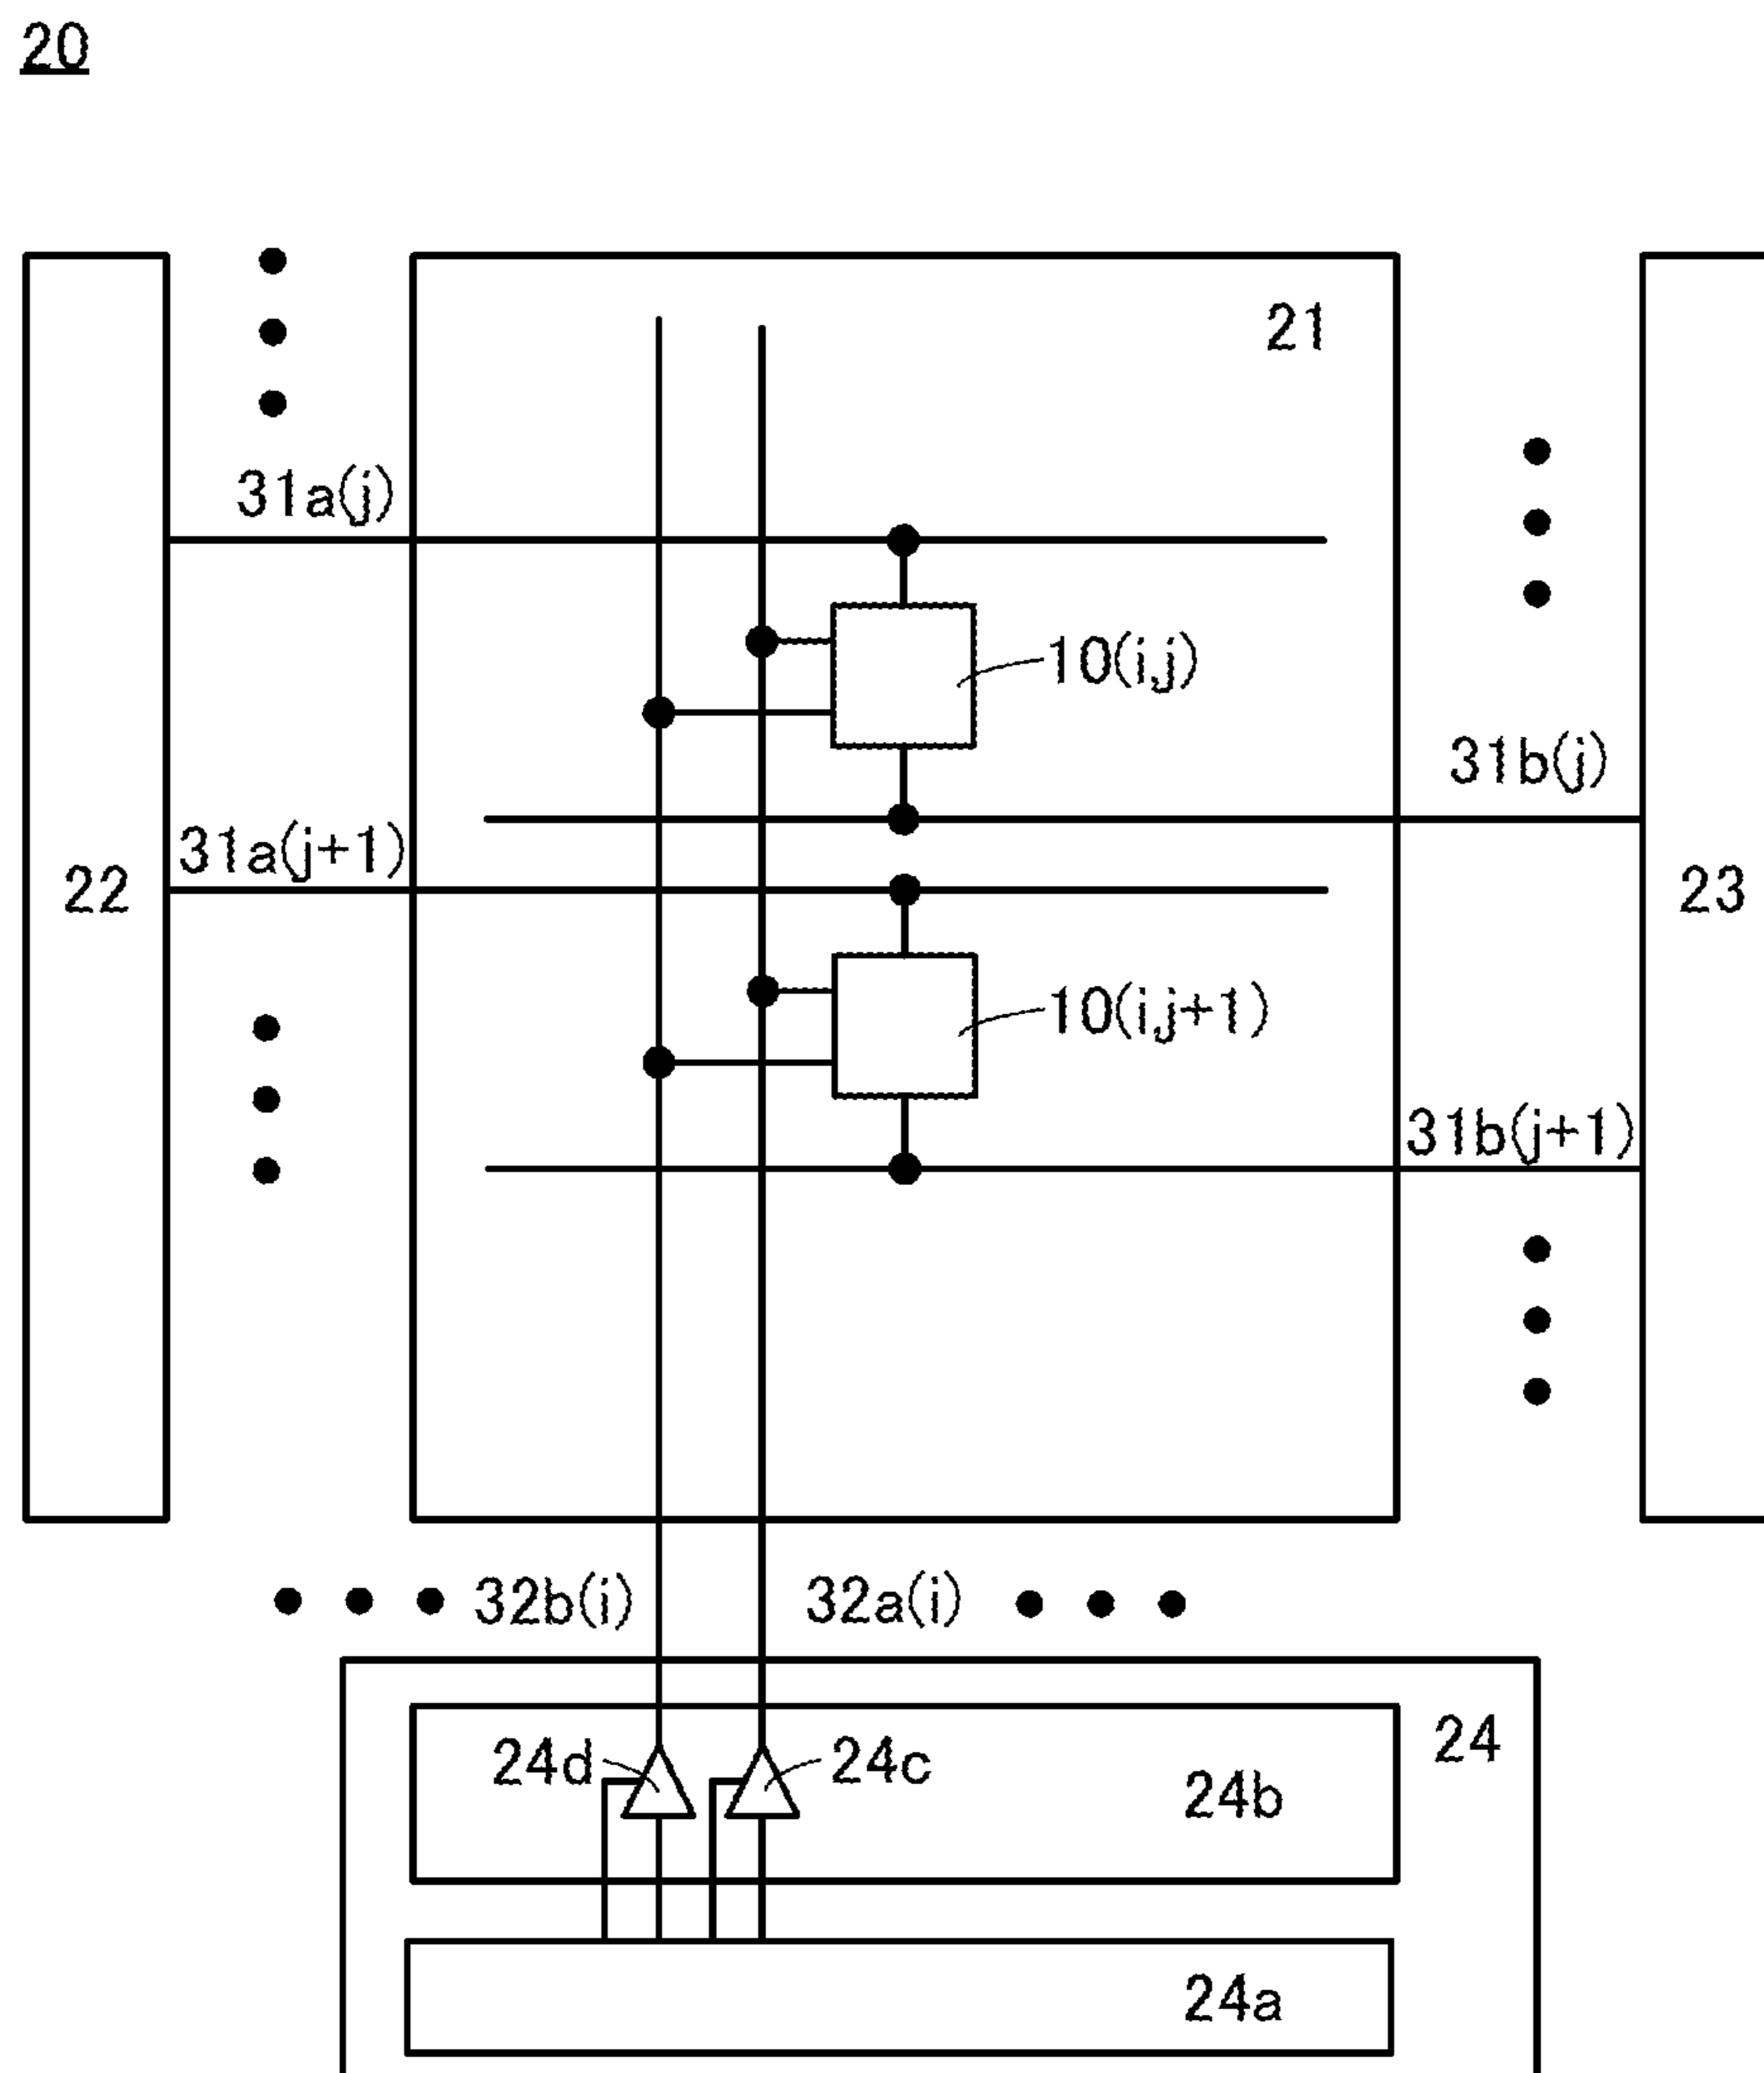 20
21
31a(j)
10(i,j)
31b(j)
31a(j+1)
22
23
10(i,j+1)
31b(j+1)
32b(i)
32a(i)
24
24d
24c
24b
24a